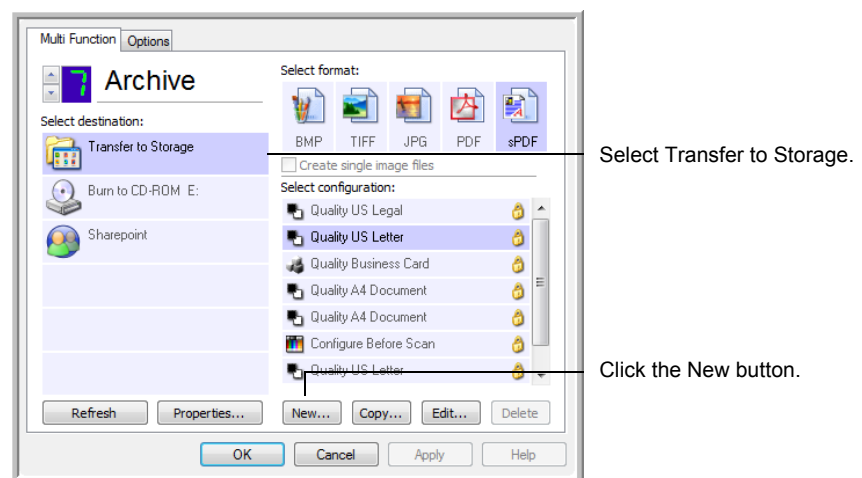 Multi Function Options
7 Archive
Select destination:
Transfer to Storage
Burn to CD-ROM E:
Sharepoint
Refresh Properties...
Select format:
BMP TIFF JPG PDF sPDF
Create single image files
Select configuration:
Quality US Legal
Quality US Letter
Quality Business Card
Quality A4 Document
Quality A4 Document
Configure Before Scan
Quality US Letter
New... Copy... Edit... Delete
OK Cancel Apply Help
Select Transfer to Storage.
Click the New button.